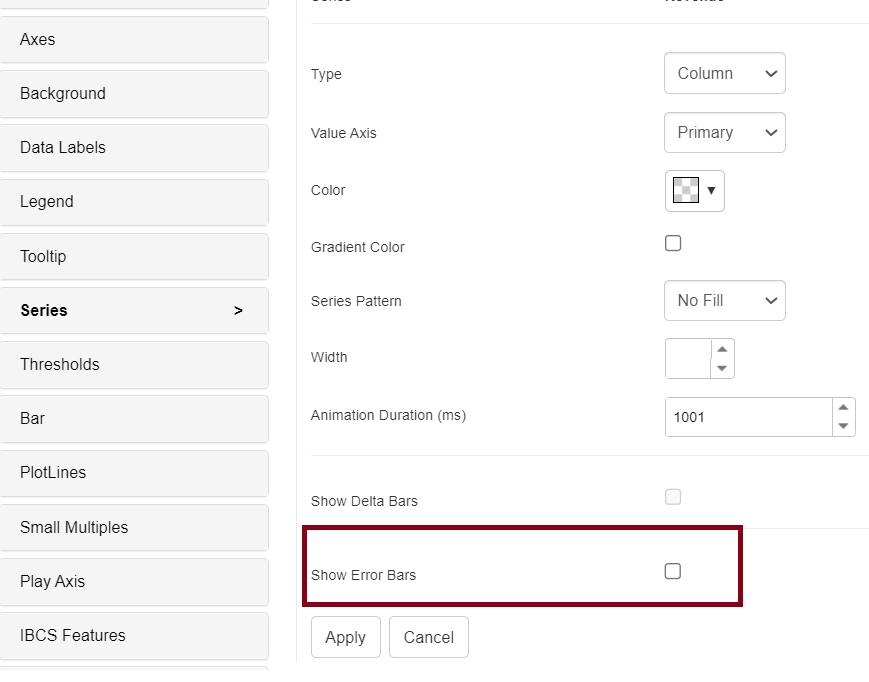 Axes
Background
Data Labels
Legend
Tooltip
Series >
Thresholds
Bar
PlotLines
Small Multiples
Play Axis
IBCS Features
Type Column
Value Axis Primary
Color
Gradient Color
Series Pattern No Fill
Width
Animation Duration (ms) 1001
Show Delta Bars
Show Error Bars
Apply Cancel